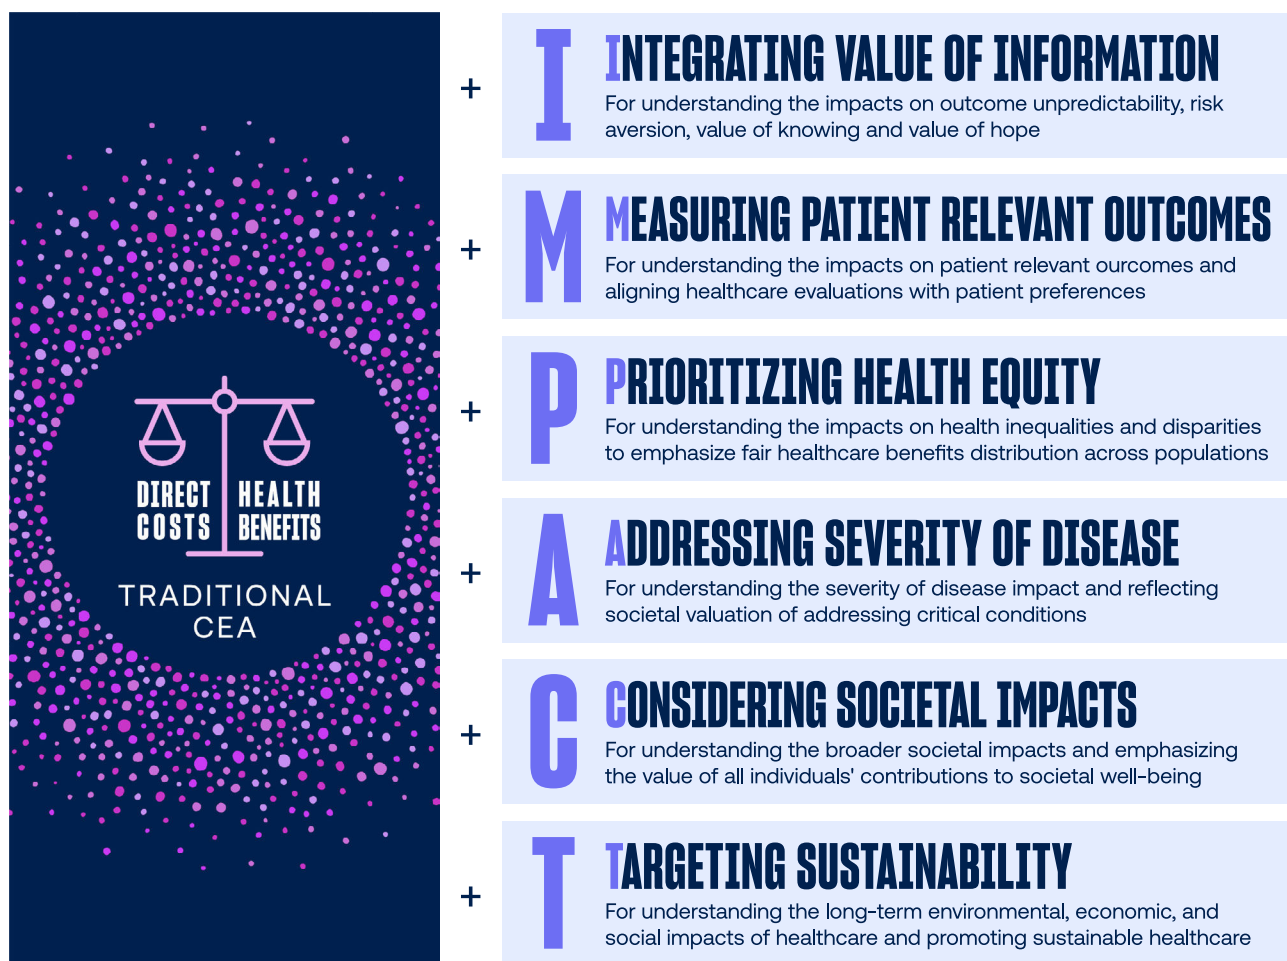 DIRECT COSTS
HEALTH BENEFITS
TRADITIONAL
CEA
+
I
INTEGRATING VALUE OF INFORMATION
For understanding the impacts on outcome unpredictability, risk
aversion, value of knowing and value of hope
+
M
MEASURING PATIENT RELEVANT OUTCOMES
For understanding the impacts on patient relevant ourcomes and
aligning healthcare evaluations with patient preferences
+
P
PRIORITIZING HEALTH EQUITY
For understanding the impacts on health inequalities and disparities
to emphasize fair healthcare benefits distribution across populations
+
A
ADDRESSING SEVERITY OF DISEASE
For understanding the severity of disease impact and reflecting
societal valuation of addressing critical conditions
+
C
CONSIDERING SOCIETAL IMPACTS
For understanding the broader societal impacts and emphasizing
the value of all individuals' contributions to societal well-being
+
T
TARGETING SUSTAINABILITY
For understanding the long-term environmental, economic, and
social impacts of healthcare and promoting sustainable healthcare